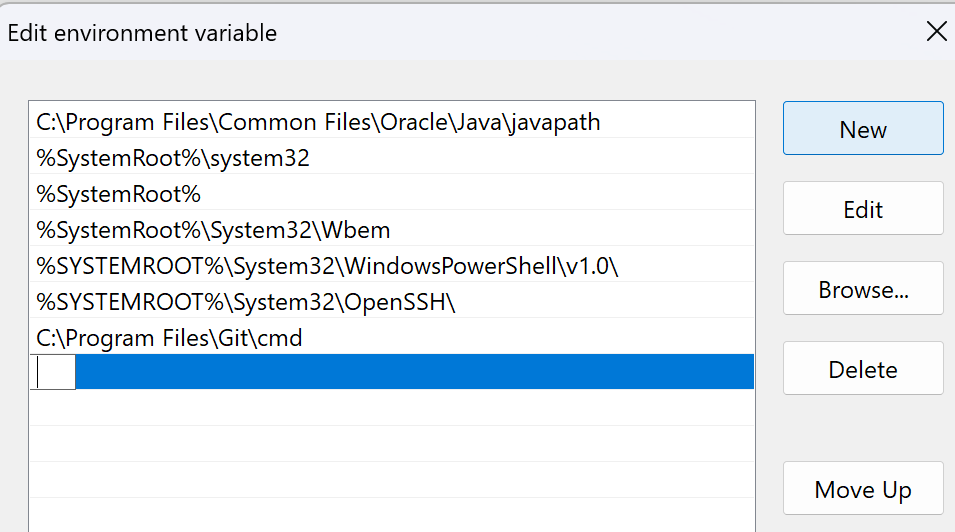 Edit environment variable
C:\Program Files\Common Files\Oracle\Java\javapath
%SystemRoot%\system32
%SystemRoot%
%SystemRoot%\System32\Wbem
%SYSTEMROOT%\System32\WindowsPowerShell\v1.0\
%SYSTEMROOT%\System32\OpenSSH\
C:\Program Files\Git\cmd
New
Edit
Browse...
Delete
Move Up